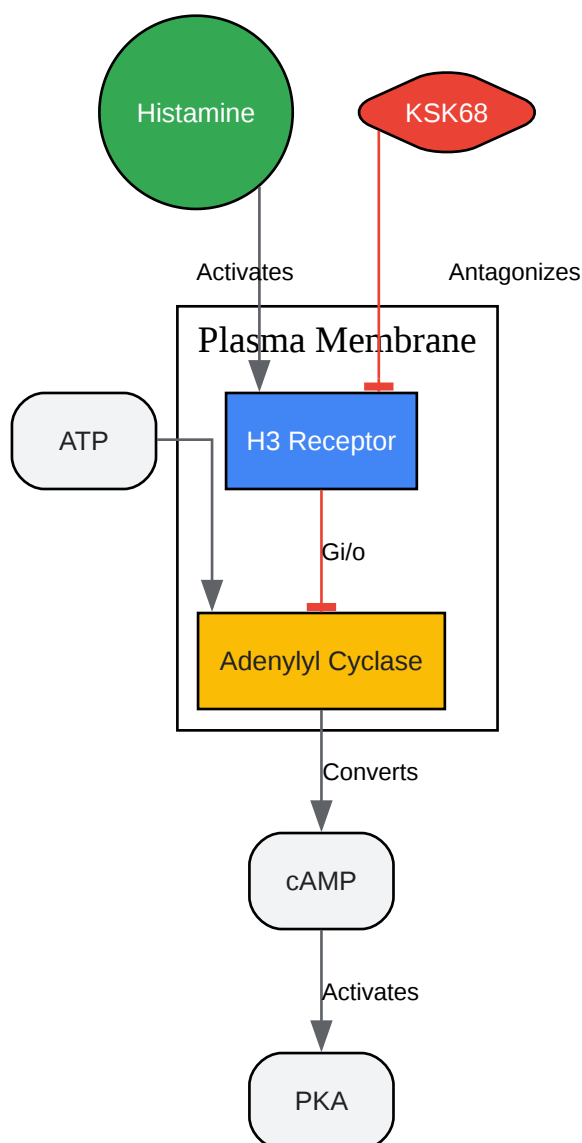 Histamine
KSK68
Activates
Antagonizes
Plasma Membrane
ATP
H3 Receptor
Gi/o
Adenylyl Cyclase
Converts
cAMP
Activates
PKA